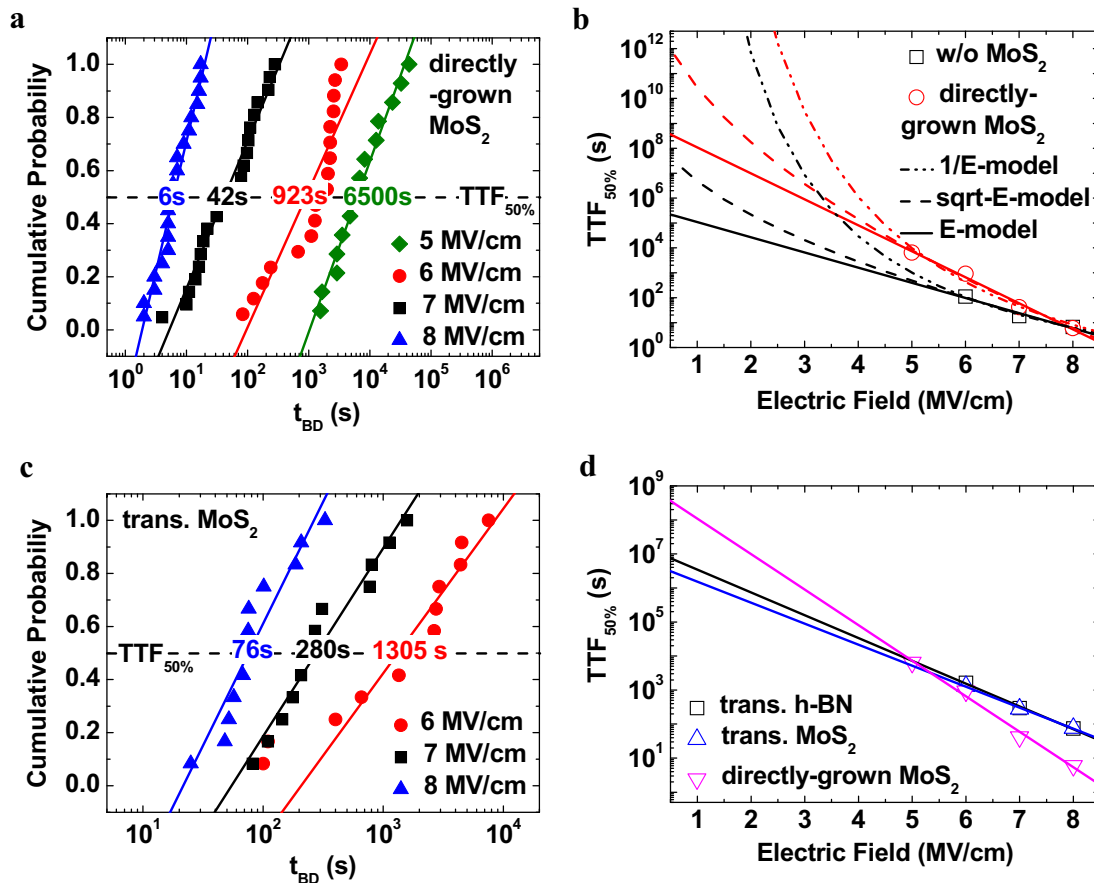 a
Cumulative Probabiliy
1.0
0.8
0.6
0.4
0.2
0.0
directly
-grown
MoS2
6s 42s 923s 6500s TTF50%
5 MV/cm
6 MV/cm
7 MV/cm
8 MV/cm
10^0 10^1 10^2 10^3 10^4 10^5 10^6
tBD (s)
b
TTF50% (s)
10^12
10^10
10^8
10^6
10^4
10^2
10^0
w/o MoS2
directly-
grown MoS2
1/E-model
sqrt-E-model
E-model
1 2 3 4 5 6 7 8
Electric Field (MV/cm)
c
Cumulative Probabiliy
1.0
0.8
0.6
0.4
0.2
0.0
trans. MoS2
TTF50% 76s 280s 1305 s
6 MV/cm
7 MV/cm
8 MV/cm
10^1 10^2 10^3 10^4
tBD (s)
d
TTF50% (s)
10^9
10^7
10^5
10^3
10^1
trans. h-BN
trans. MoS2
directly-grown MoS2
1 2 3 4 5 6 7 8
Electric Field (MV/cm)